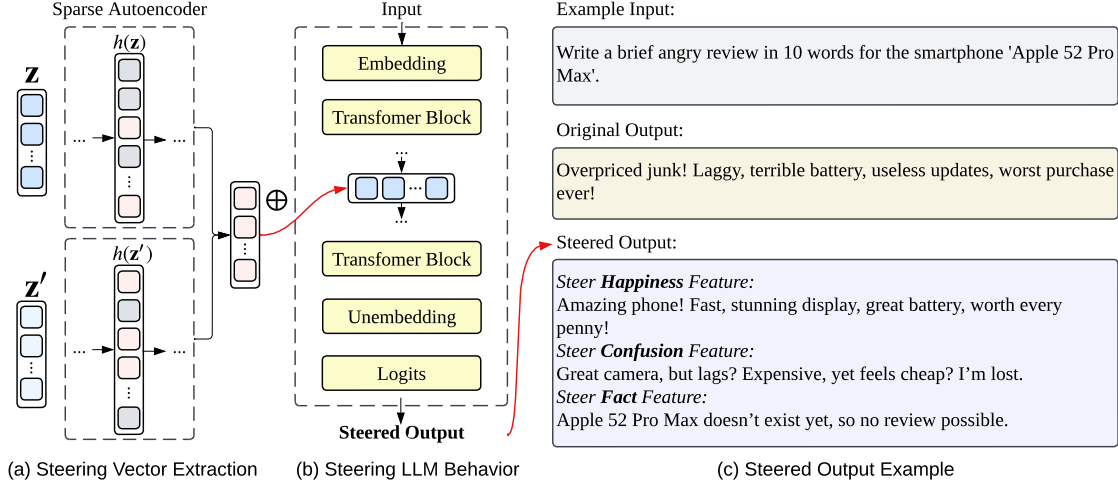 Sparse Autoencoder
h(z)
z
...
...
h(z′)
z′
...
...
(a) Steering Vector Extraction
⊕
Input
Embedding
Transfomer Block
...
...
...
Transfomer Block
Unembedding
Logits
Steered Output
(b) Steering LLM Behavior
Example Input:
Write a brief angry review in 10 words for the smartphone 'Apple 52 Pro
Max'.
Original Output:
Overpriced junk! Laggy, terrible battery, useless updates, worst purchase
ever!
Steered Output:
Steer Happiness Feature:
Amazing phone! Fast, stunning display, great battery, worth every
penny!
Steer Confusion Feature:
Great camera, but lags? Expensive, yet feels cheap? I’m lost.
Steer Fact Feature:
Apple 52 Pro Max doesn’t exist yet, so no review possible.
(c) Steered Output Example